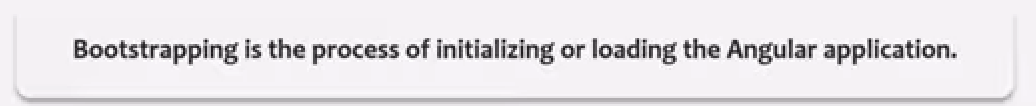 Bootstrapping is the process of initializing or loading the Angular application.